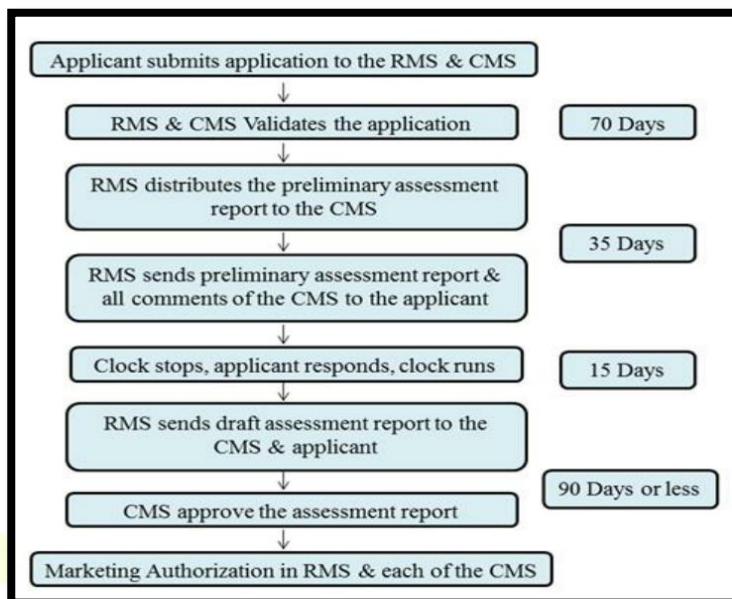 Applicant submits application to the RMS & CMS
RMS & CMS Validates the application
70 Days
RMS distributes the preliminary assessment
report to the CMS
35 Days
RMS sends preliminary assessment report &
all comments of the CMS to the applicant
Clock stops, applicant responds, clock runs
15 Days
RMS sends draft assessment report to the
CMS & applicant
90 Days or less
CMS approve the assessment report
Marketing Authorization in RMS & each of the CMS